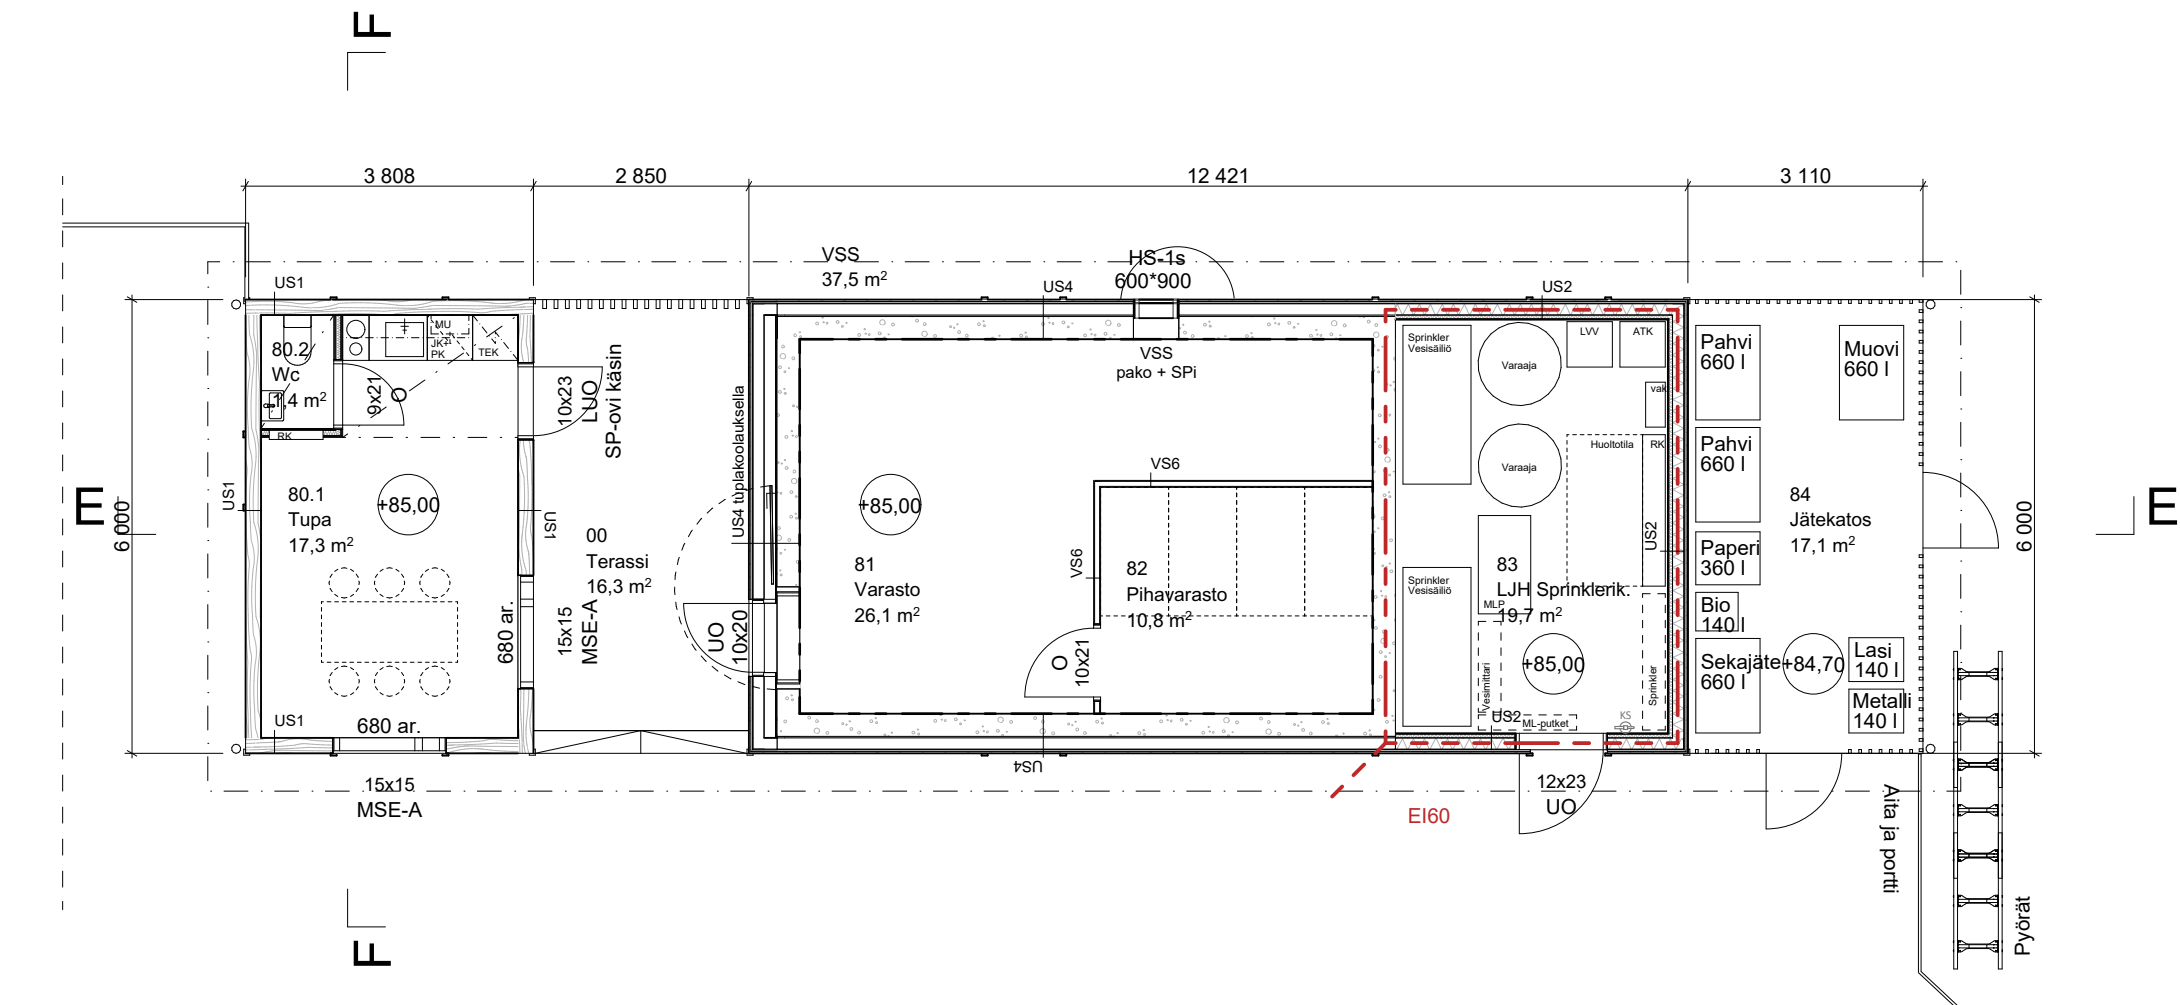 F
3 808
2 850
12 421
3 110
VSS
37,5 m²
HS-1s
600*900
US1
US4
US2
80.2
Wc
1,4 m²
MU
JK
PK
TEK
RK
9x21
O
10x23
LUO
SP-ovi käsin
US4 tuplakoolauksella
VSS
pako + SPi
Sprinkler
Vesisäiliö
Varaaja
LVV
ATK
vak
Pahvi
660 l
Muovi
660 l
Huoltotila
RK
Varaaja
Pahvi
660 l
VS6
E
6 000
US1
80.1
Tupa
17,3 m²
+85,00
US1
00
Terassi
16,3 m²
+85,00
81
Varasto
26,1 m²
VS6
82
Pihavarasto
10,8 m²
Sprinkler
Vesisäiliö
83
LJH Sprinklerik.
19,7 m²
MLP
US2
84
Jätekatos
17,1 m²
Paperi
360 l
Bio
140 l
6 000
E
680 ar.
15x15
MSE-A
UO
10x20
O
10x21
Vesimittari
+85,00
Sprinkler
Sekajäte
660 l
+84,70
Lasi
140 l
Metalli
140 l
US1
680 ar.
US2
ML-putket
KS
US4
15x15
MSE-A
EI60
12x23
UO
Aita ja portti
Pyörät
F